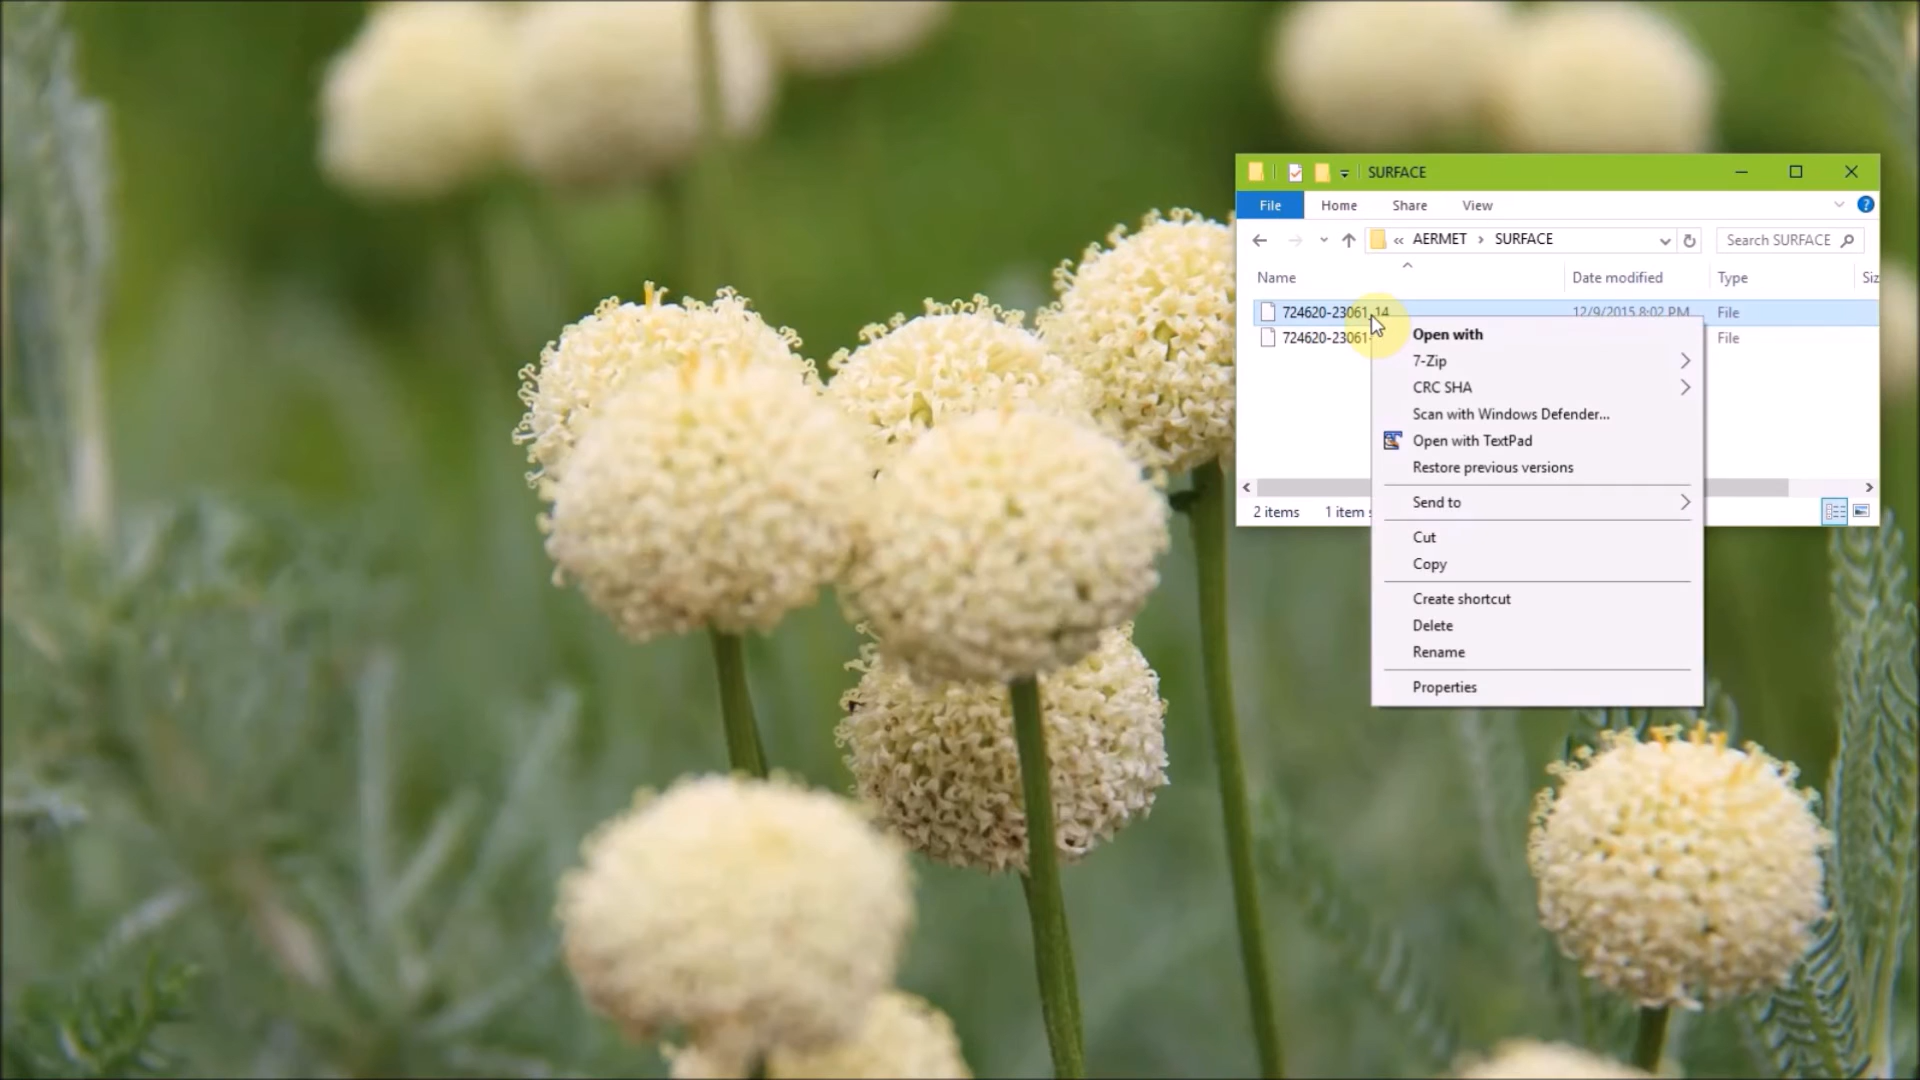 SURFACE
File Home Share View
« AERMET > SURFACE
Search SURFACE
Name Date modified Type Siz
724620-23061-14 12/9/2015 8:02 PM File
724620-23061 File
Open with
7-Zip
CRC SHA
Scan with Windows Defender...
Open with TextPad
Restore previous versions
Send to
2 items 1 item s
Cut
Copy
Create shortcut
Delete
Rename
Properties